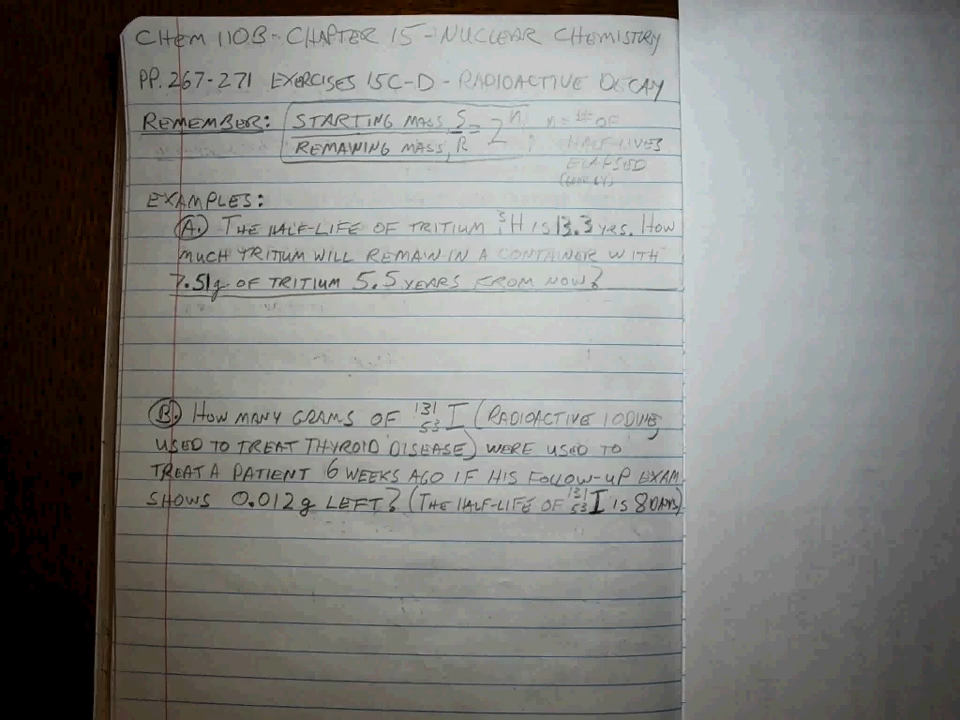 CHEM 110B - CHAPTER 15 - NUCLEAR CHEMISTRY
PP. 267-271 EXERCISES 15C-D - RADIOACTIVE DECAY
REMEMBER: STARTING MASS, S = 2^n n = # OF
REMAINING MASS, R HALF-LIVES
ELAPSED
EXAMPLES:
A. THE HALF-LIFE OF TRITIUM ³₁H IS 13.3 yrs. HOW
MUCH TRITIUM WILL REMAIN IN A CONTAINER WITH
7.51g OF TRITIUM 5.5 YEARS FROM NOW?
B. HOW MANY GRAMS OF ¹³¹₅₃I (RADIOACTIVE IODINE,
USED TO TREAT THYROID DISEASE) WERE USED TO
TREAT A PATIENT 6 WEEKS AGO IF HIS FOLLOW-UP EXAM
SHOWS 0.012g LEFT? (THE HALF-LIFE OF ¹³¹₅₃I IS 8 DAYS)